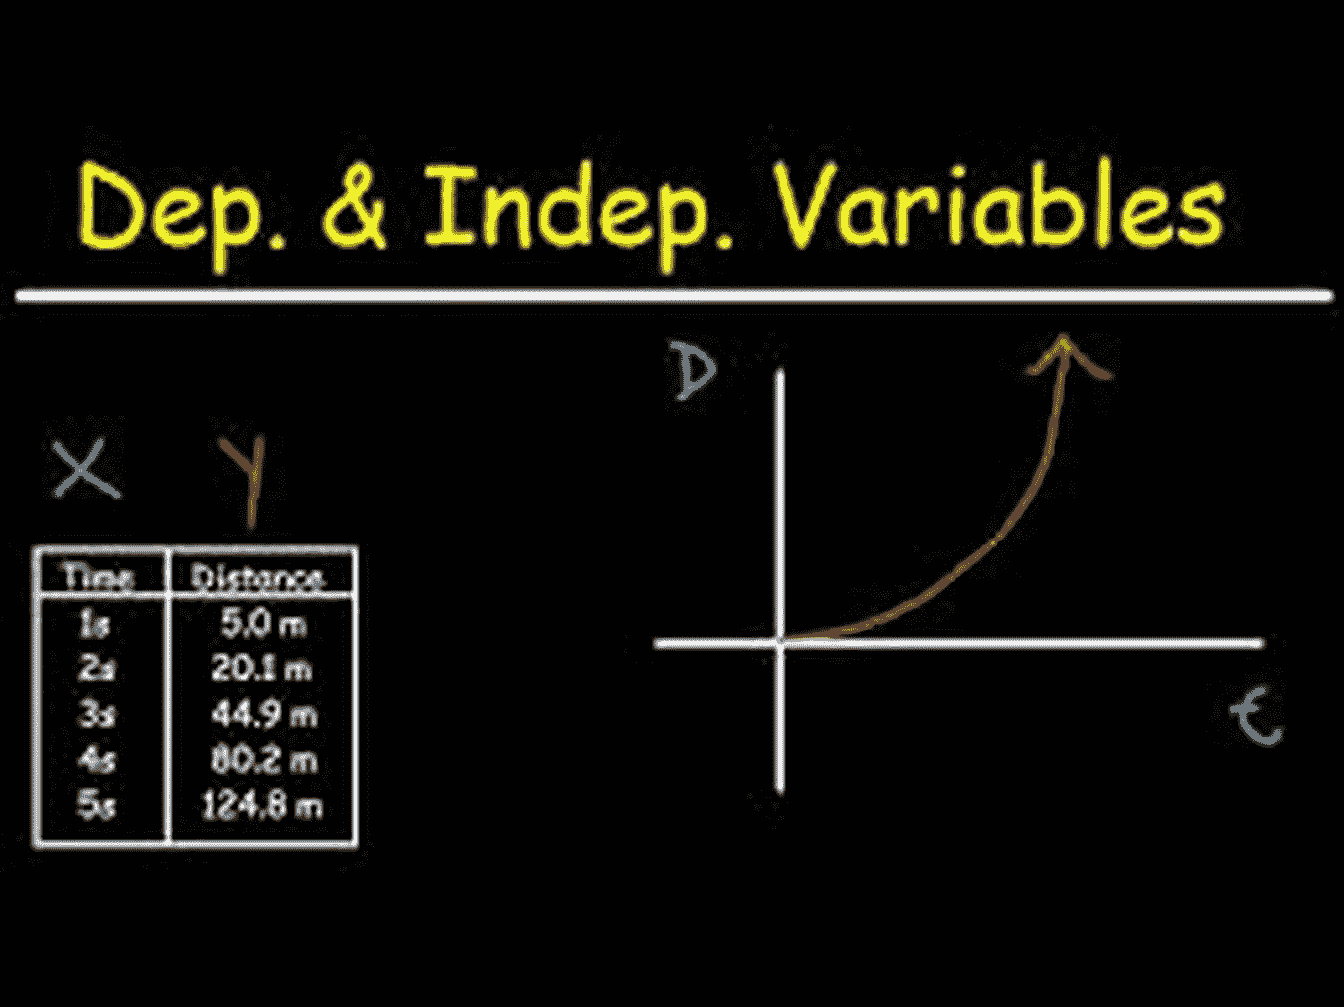 Dep. & Indep. Variables
D
X Y
Time Distance
1s 5.0 m
2s 20.1 m
3s 44.9 m
4s 80.2 m
5s 124.8 m
t